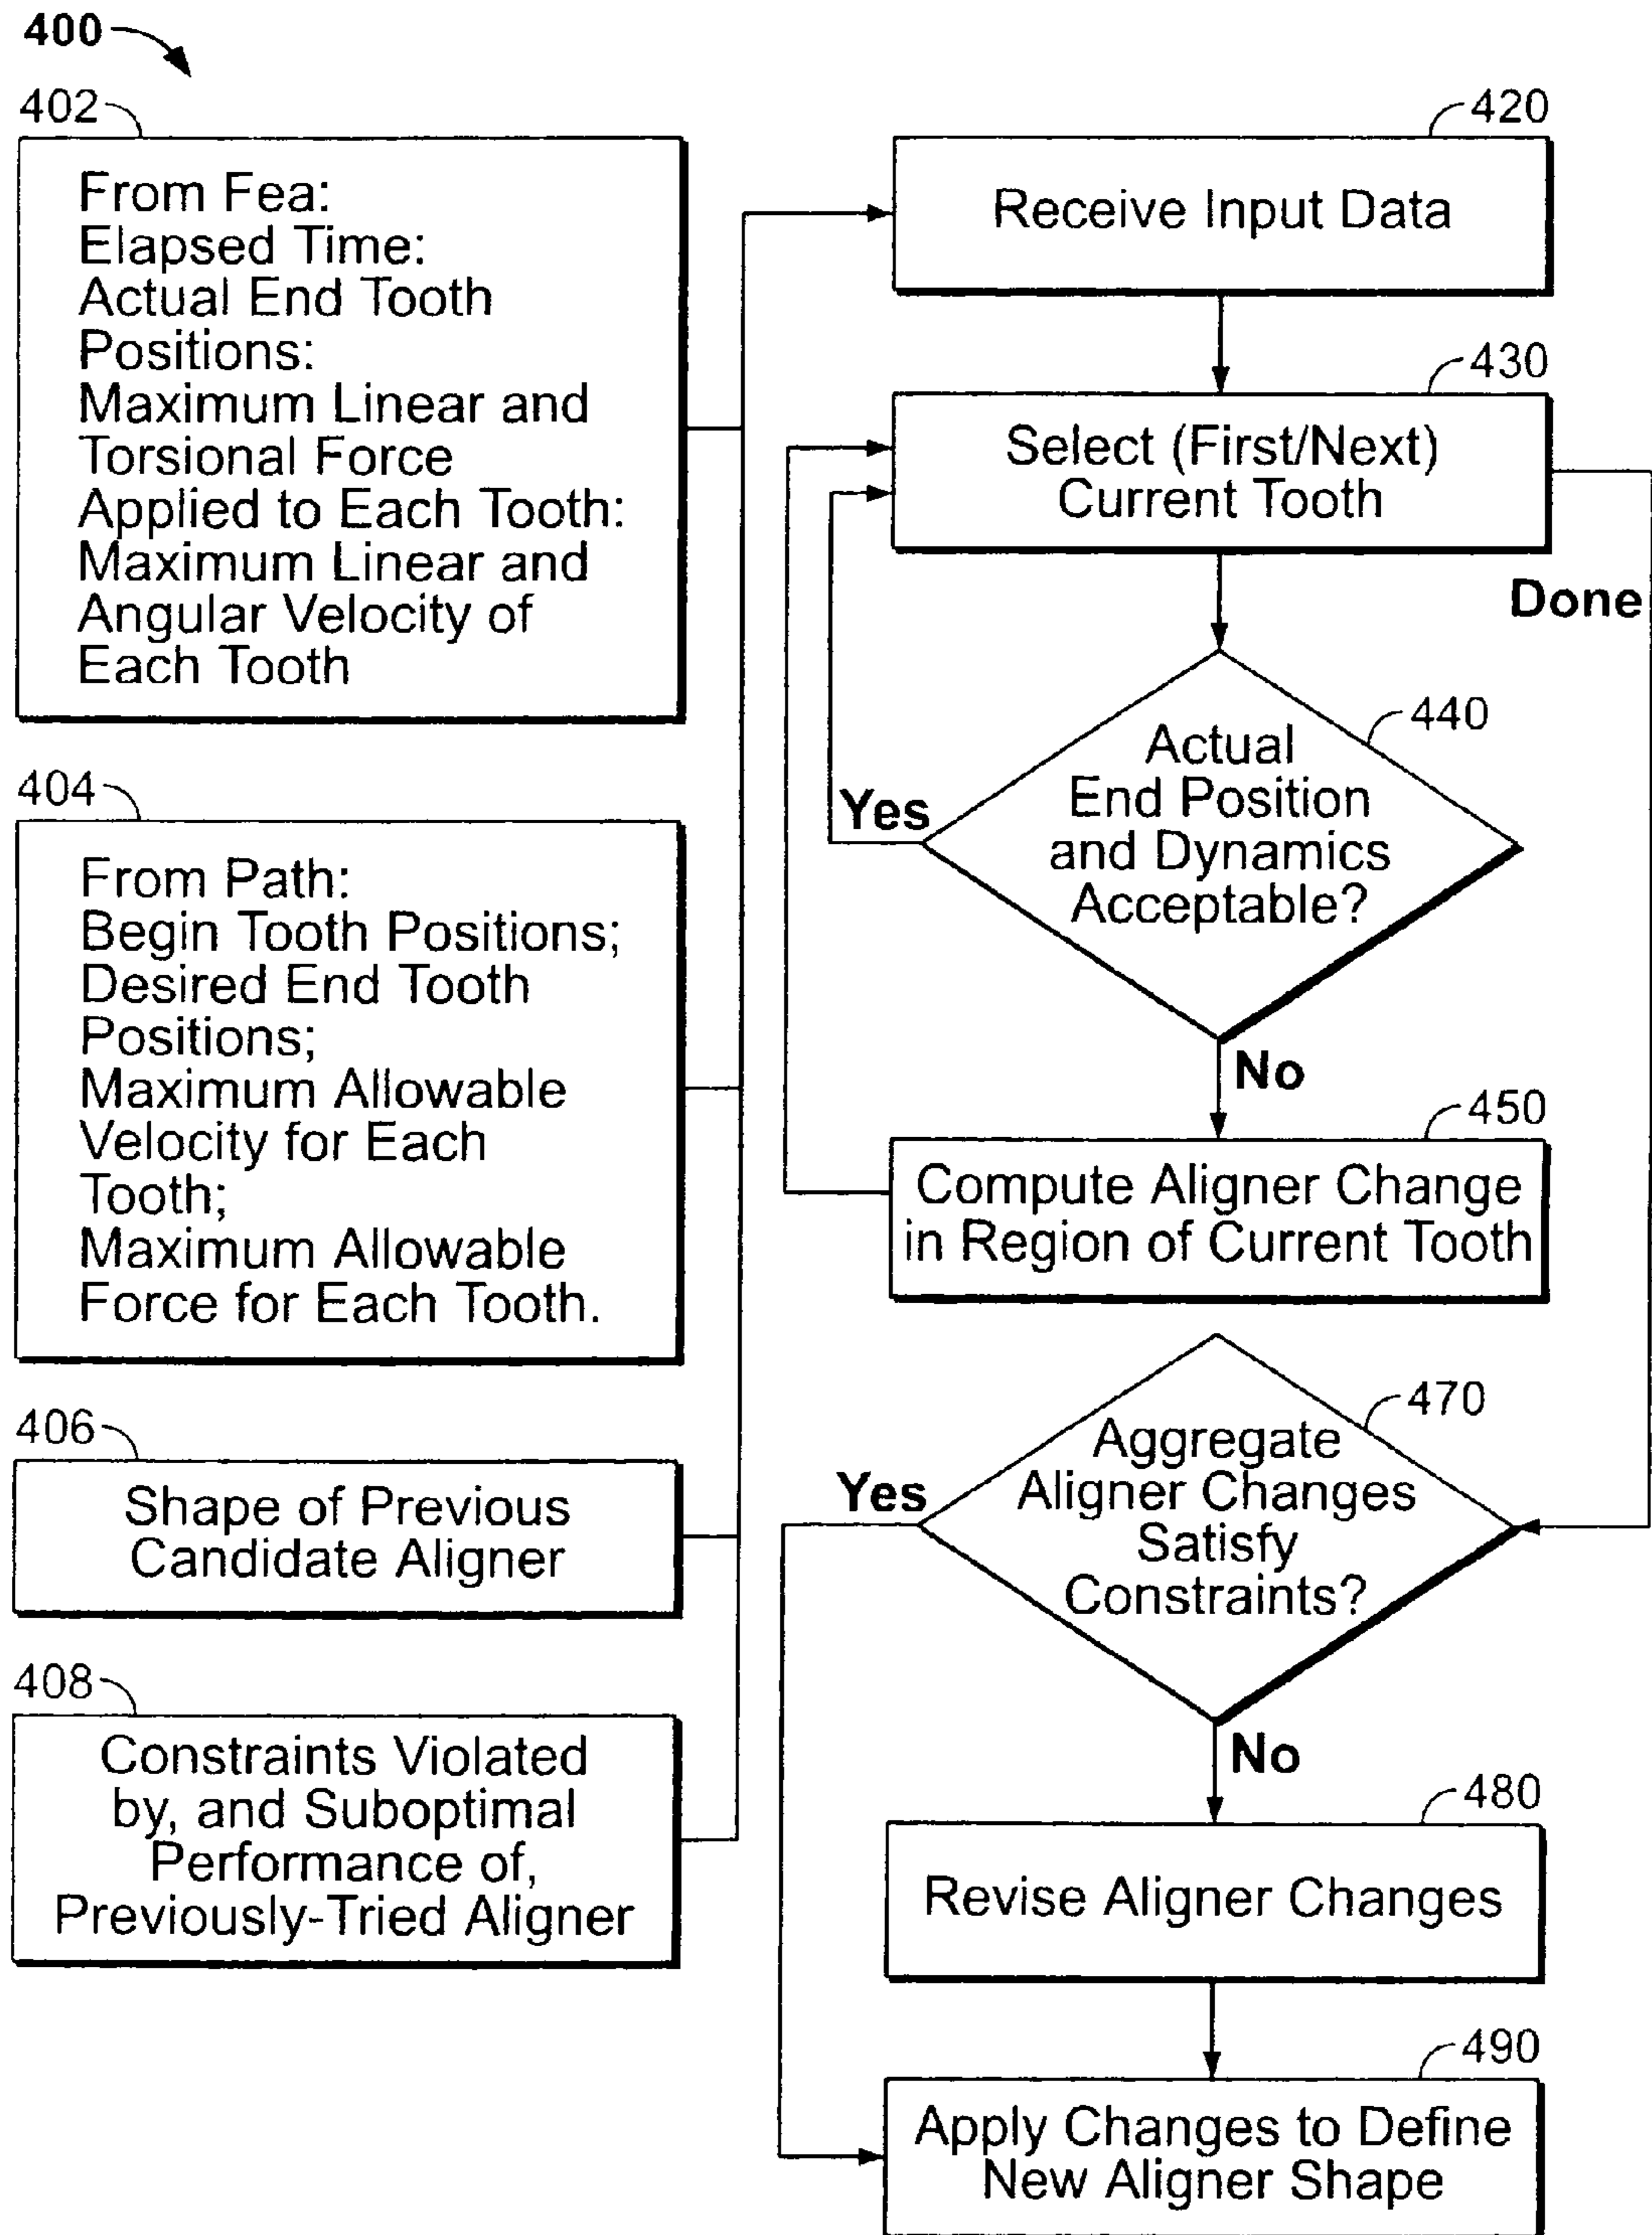 400
402
From Fea:
Elapsed Time:
Actual End Tooth
Positions:
Maximum Linear and
Torsional Force
Applied to Each Tooth:
Maximum Linear and
Angular Velocity of
Each Tooth
404
From Path:
Begin Tooth Positions;
Desired End Tooth
Positions;
Maximum Allowable
Velocity for Each
Tooth;
Maximum Allowable
Force for Each Tooth.
406
Shape of Previous
Candidate Aligner
408
Constraints Violated
by, and Suboptimal
Performance of,
Previously-Tried Aligner
420
Receive Input Data
430
Select (First/Next)
Current Tooth
Done
440
Actual
End Position
and Dynamics
Acceptable?
Yes
No
450
Compute Aligner Change
in Region of Current Tooth
470
Aggregate
Aligner Changes
Satisfy
Constraints?
Yes
No
480
Revise Aligner Changes
490
Apply Changes to Define
New Aligner Shape